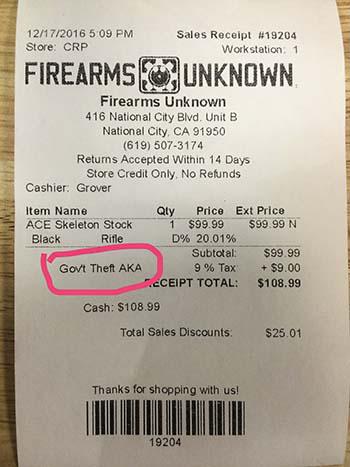 12/17/2016 5:09 PM Sales Receipt #19204
Store: CRP Workstation: 1
FIREARMS UNKNOWN
Firearms Unknown
416 National City Blvd. Unit B
National City, CA 91950
(619) 507-3174
Returns Accepted Within 14 Days
Store Credit Only, No Refunds
Cashier: Grover
Item Name Qty Price Ext Price
ACE Skeleton Stock 1 $99.99 $99.99 N
Black Rifle D% 20.01%
Subtotal: $99.99
Gov't Theft AKA 9 % Tax + $9.00
RECEIPT TOTAL: $108.99
Cash: $108.99
Total Sales Discounts: $25.01
Thanks for shopping with us!
19204